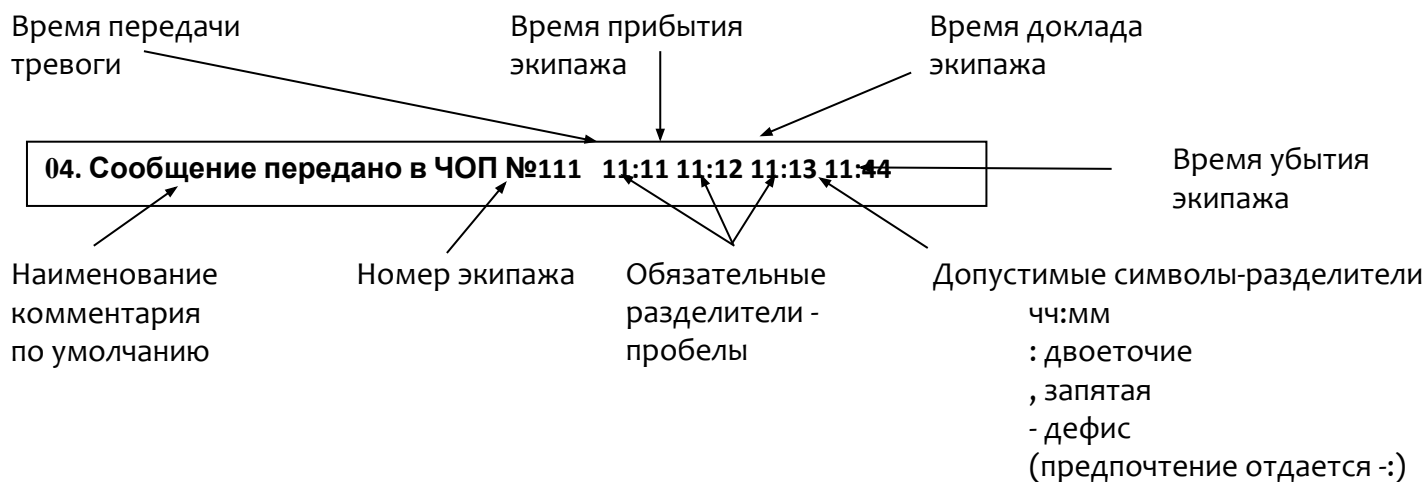 Время передачи
тревоги
Время прибытия
экипажа
Время доклада
экипажа
04. Сообщение передано в ЧОП №111 11:11 11:12 11:13 11:44
Время убытия
экипажа
Наименование
комментария
по умолчанию
Номер экипажа
Обязательные
разделители -
пробелы
Допустимые символы-разделители
чч:мм
: двоеточие
, запятая
- дефис
(предпочтение отдается -:)